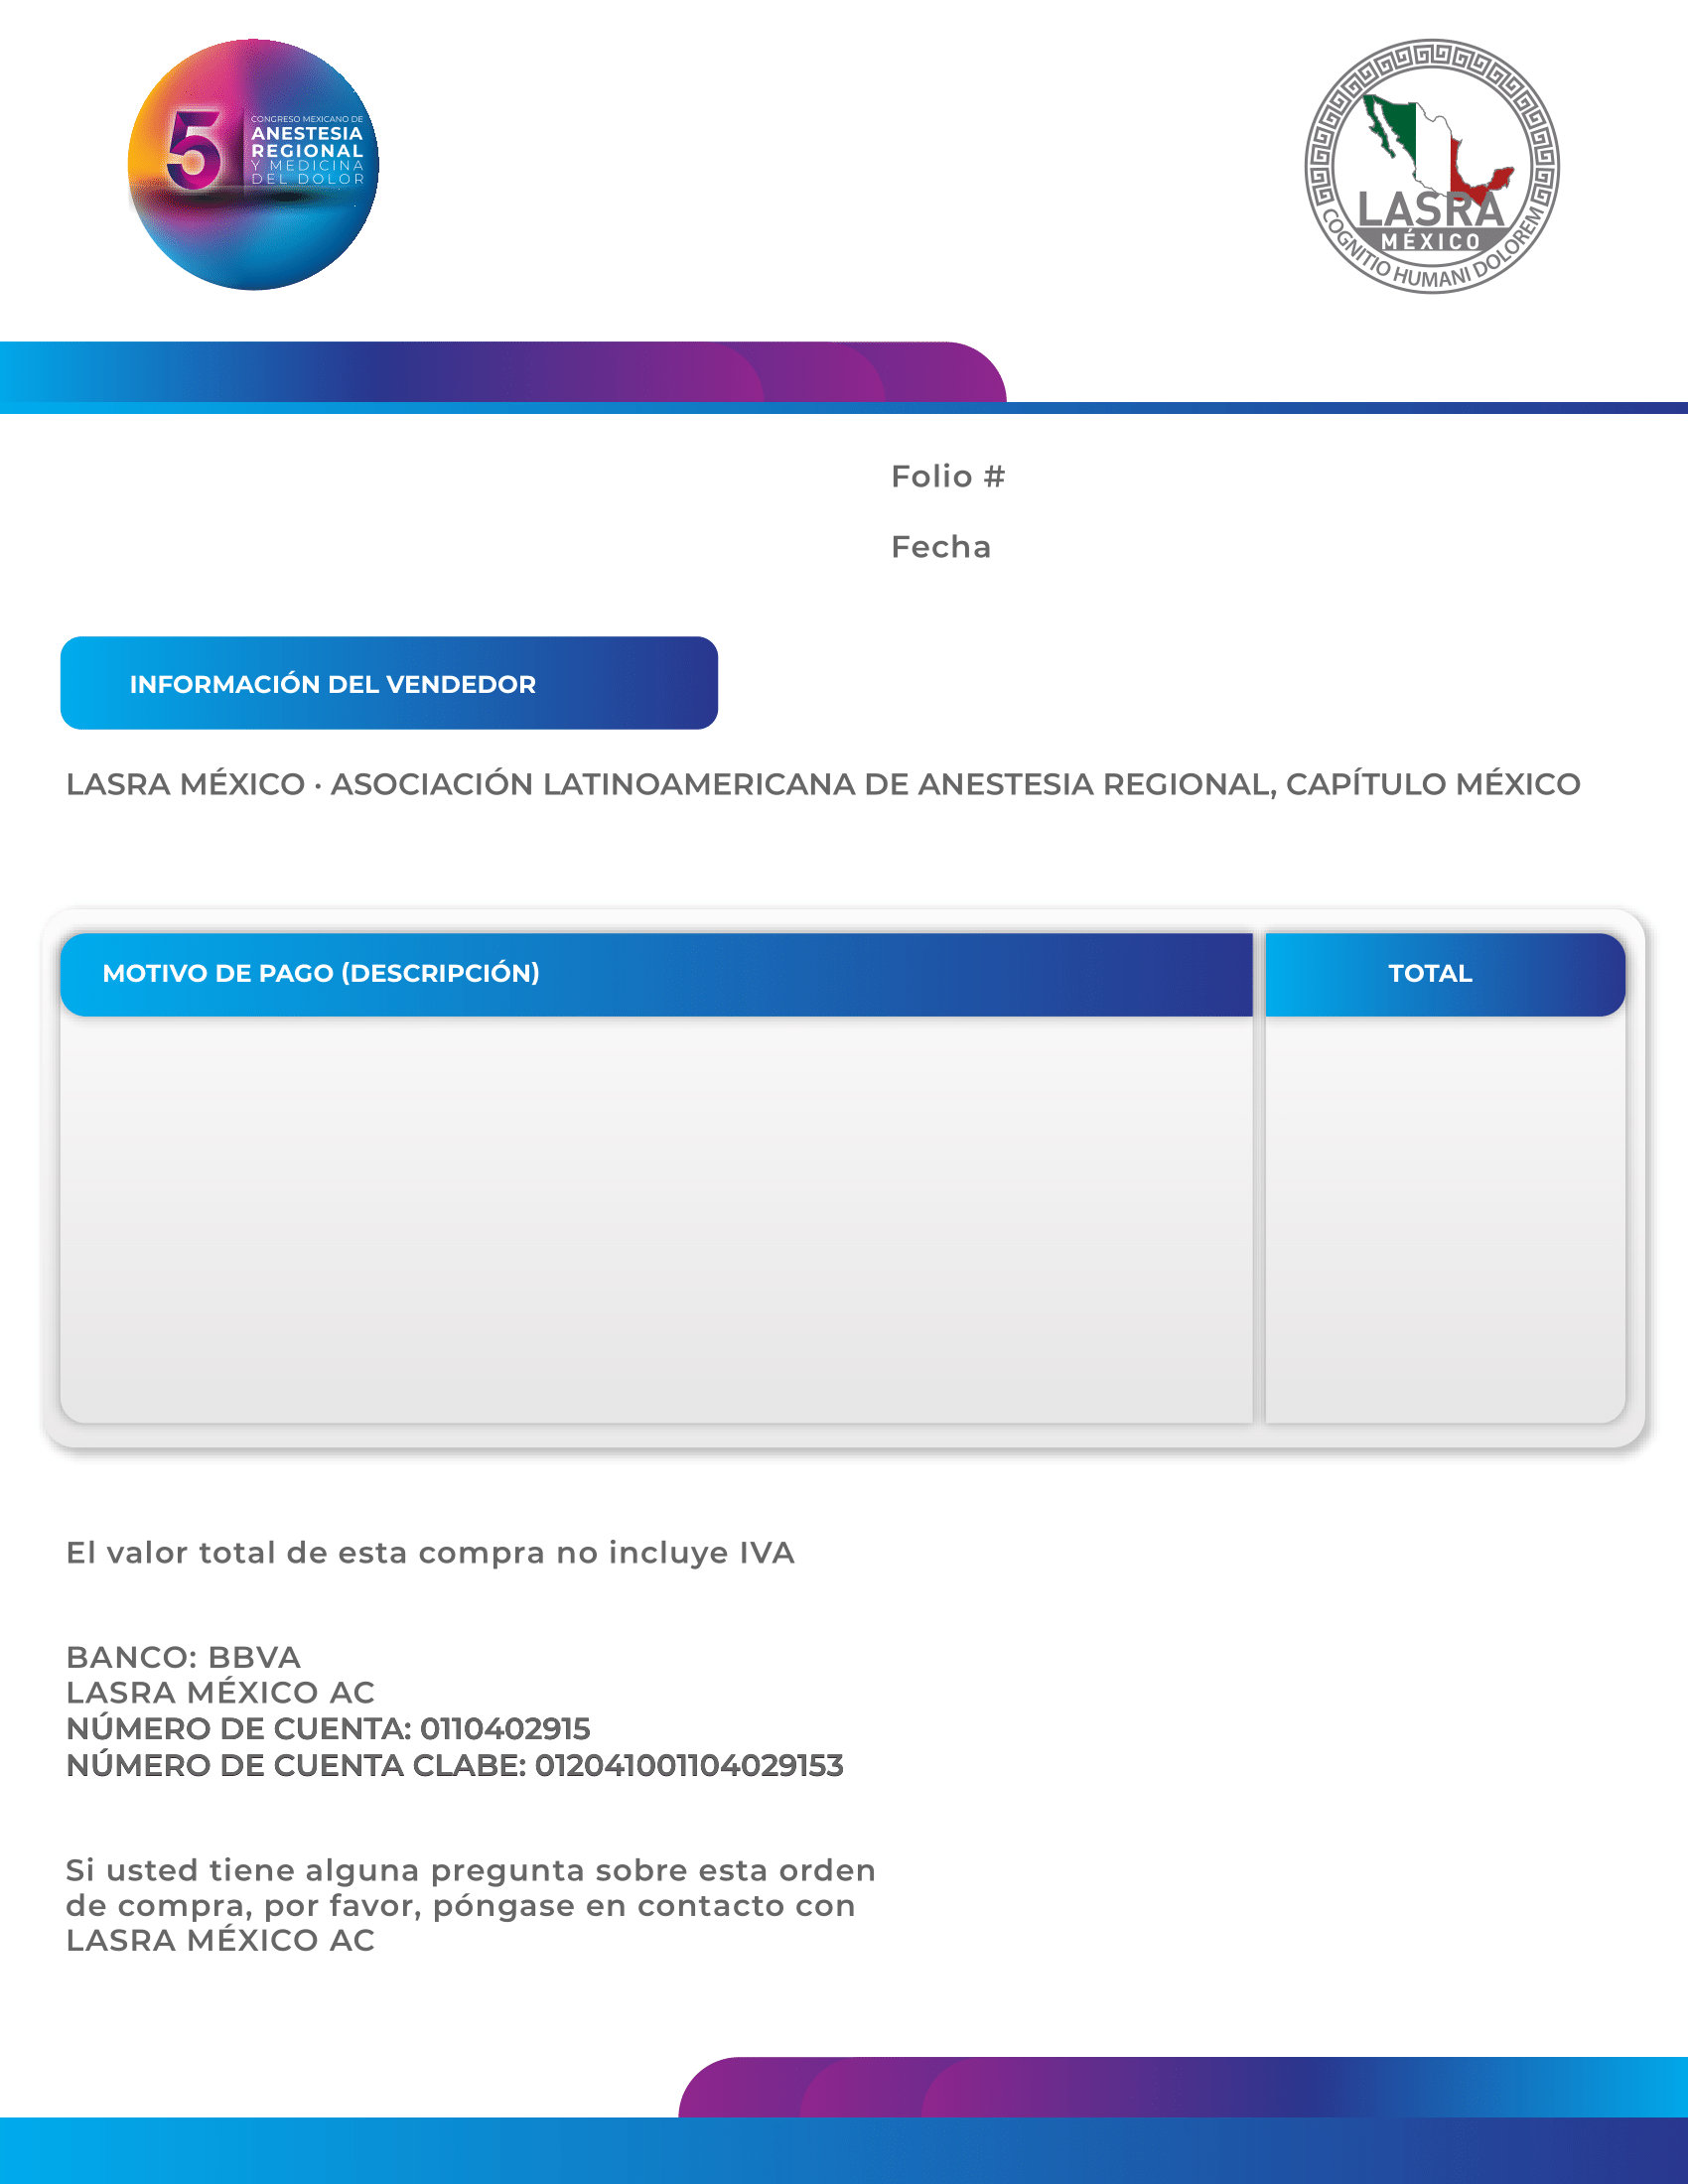 5
CONGRESO MEXICANO DE
ANESTESIA
REGIONAL
Y MEDICINA
DEL DOLOR
LASRA
MÉXICO
COGNITIO HUMANI DOLOREM
Folio #
Fecha
INFORMACIÓN DEL VENDEDOR
LASRA MÉXICO · ASOCIACIÓN LATINOAMERICANA DE ANESTESIA REGIONAL, CAPÍTULO MÉXICO
MOTIVO DE PAGO (DESCRIPCIÓN)
TOTAL
El valor total de esta compra no incluye IVA
BANCO: BBVA
LASRA MÉXICO AC
NÚMERO DE CUENTA: 0110402915
NÚMERO DE CUENTA CLABE: 012041001104029153
Si usted tiene alguna pregunta sobre esta orden
de compra, por favor, póngase en contacto con
LASRA MÉXICO AC